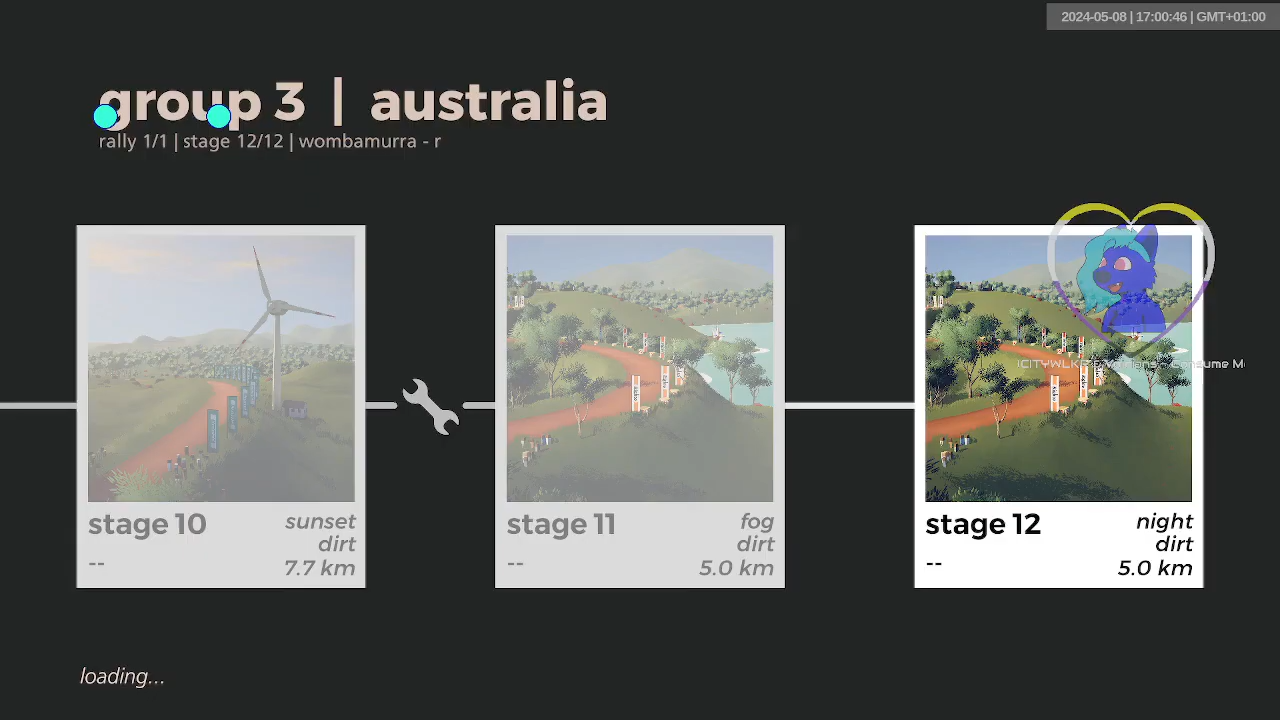 2024-05-08 | 17:00:46 | GMT+01:00
group 3 | australia
rally 1/1 | stage 12/12 | wombamurra - r
stage 10
sunset
dirt
7.7 km
--
stage 11
fog
dirt
5.0 km
--
stage 12
night
dirt
5.0 km
--
loading...